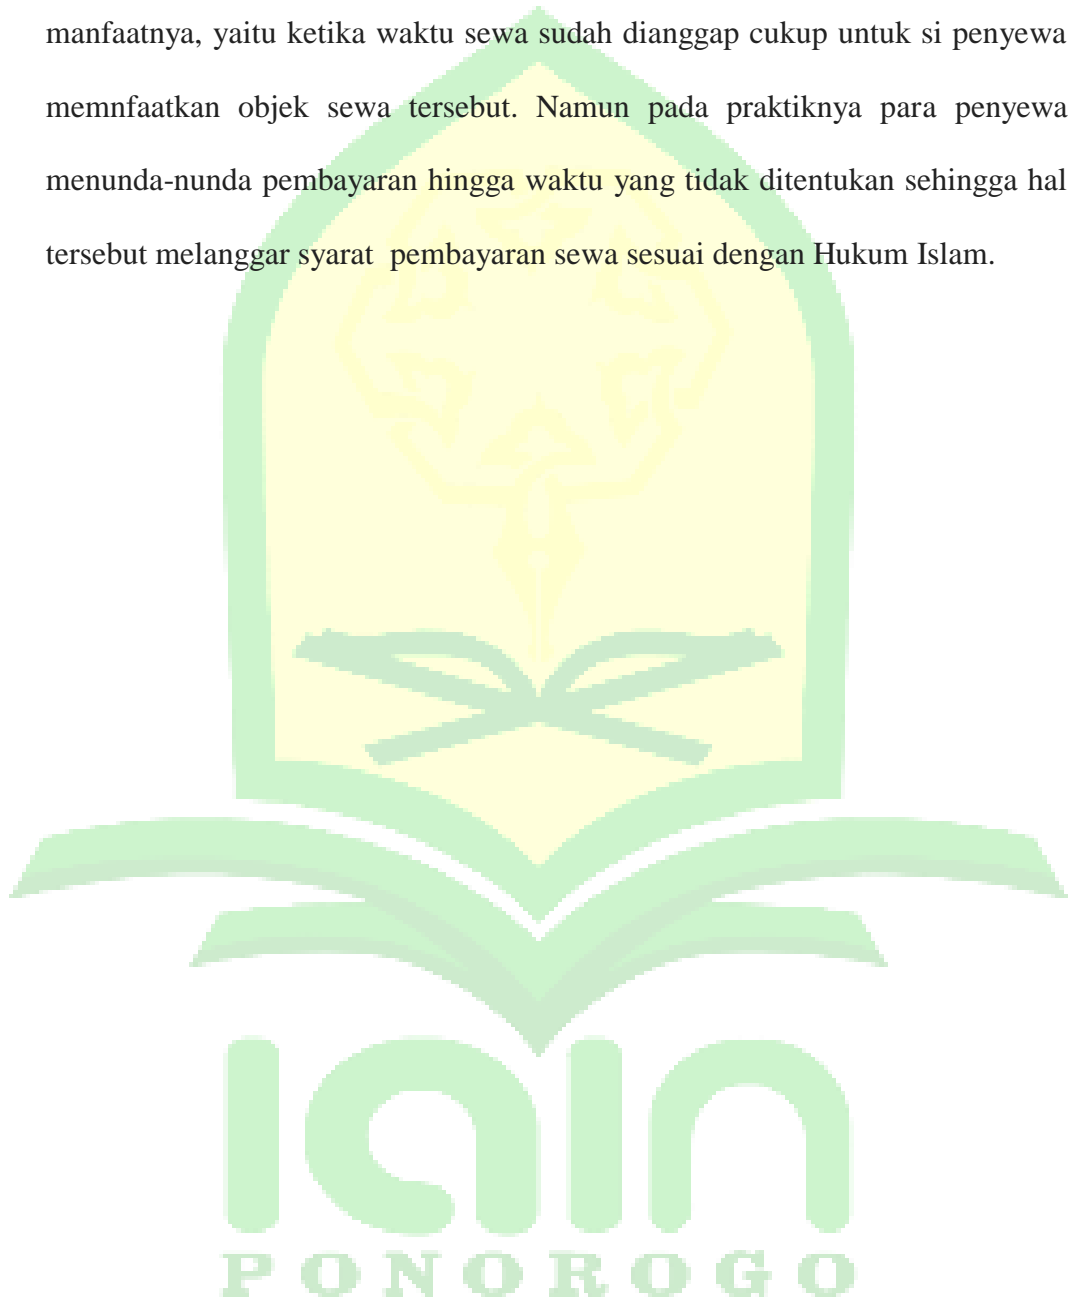 manfaatnya, yaitu ketika waktu sewa sudah dianggap cukup untuk si penyewa
memnfaatkan objek sewa tersebut. Namun pada praktiknya para penyewa
menunda-nunda pembayaran hingga waktu yang tidak ditentukan sehingga hal
tersebut melanggar syarat  pembayaran sewa sesuai dengan Hukum Islam.
iain
PONOROGO